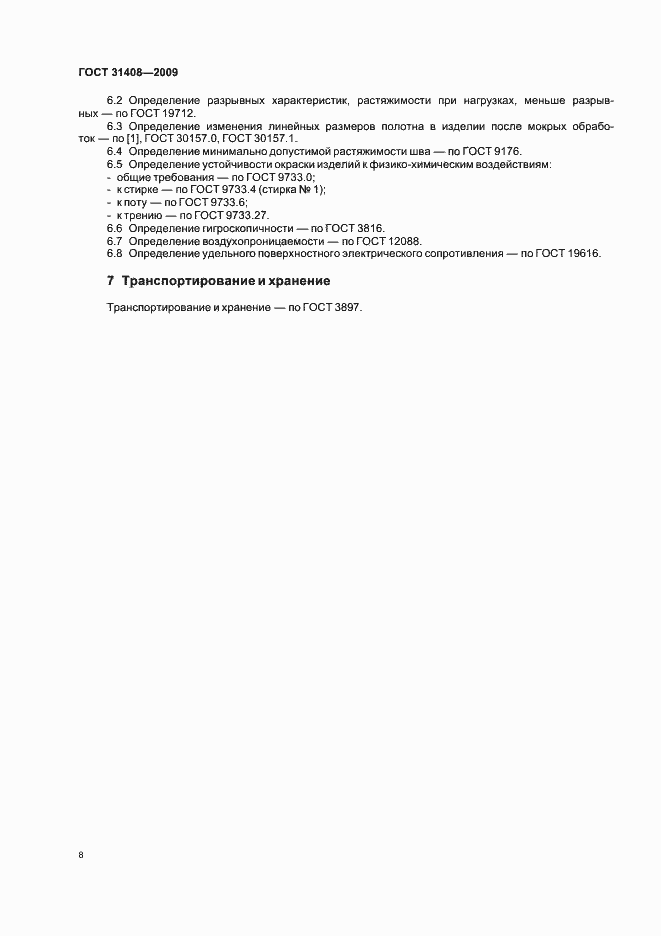 ГОСТ 31408—2009
6.2 Определение разрывных характеристик, растяжимости при нагрузках, меньше разрыв-
ных — по ГОСТ 19712.
6.3 Определение изменения линейных размеров полотна в изделии после мокрых обрабо-
ток — по [1], ГОСТ 30157.0, ГОСТ 30157.1.
6.4 Определение минимально допустимой растяжимости шва — по ГОСТ 9176.
6.5 Определение устойчивости окраски изделий к физико-химическим воздействиям:
- общие требования — по ГОСТ 9733.0;
- к стирке — по ГОСТ 9733.4 (стирка № 1);
- к поту — по ГОСТ 9733.6;
- к трению — по ГОСТ 9733.27.
6.6 Определение гигроскопичности — по ГОСТ 3816.
6.7 Определение воздухопроницаемости — по ГОСТ 12088.
6.8 Определение удельного поверхностного электрического сопротивления — по ГОСТ 19616.
7 Транспортирование и хранение
Транспортирование и хранение — по ГОСТ 3897.
8